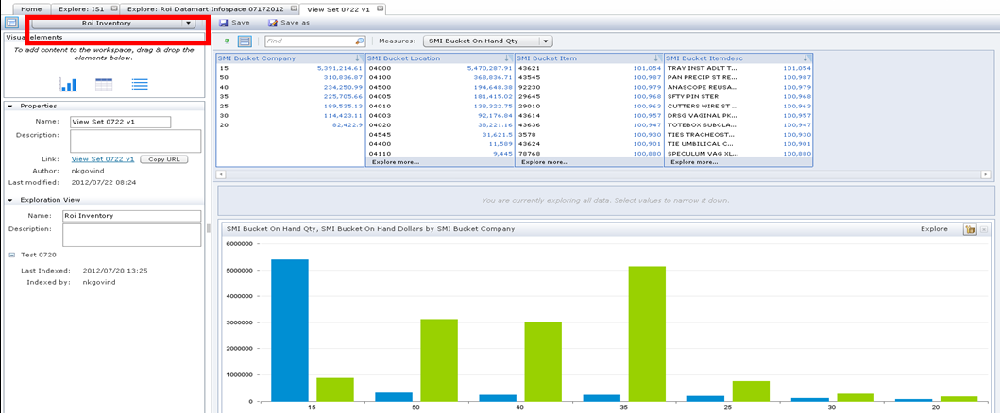 Home Explore: IS1 Explore: Roi Datamart Infospace 07172012 View Set 0722 v1
Roi Inventory Save Save as
Visual elements
To add content to the workspace, drag & drop the
elements below.
Properties
Name: View Set 0722 v1
Description:
Link: View Set 0722 v1 Copy URL
Author: nkgovind
Last modified: 2012/07/22 08:24
Exploration View
Name: Roi Inventory
Description:
Test 0720
Last Indexed: 2012/07/20 13:25
Indexed by: nkgovind
Find Measures: SMI Bucket On Hand Qty
SMI Bucket Company SMI Bucket Location SMI Bucket Item SMI Bucket Itemdesc
15 5,391,214.61 04000 5,470,287.91 43621 101,054 TRAY INST ADLT T... 101,054
50 310,836.87 04100 368,836.71 43545 100,987 PAN PRECIP ST RE... 100,987
40 234,250.99 04500 194,648.38 92230 100,979 ANASCOPE REUSA... 100,979
35 225,705.66 04005 181,415.02 29645 100,968 SFTY PIN STER 100,968
25 189,535.13 04010 138,322.75 29010 100,963 CUTTERS WIRE ST ... 100,963
30 114,423.11 04003 92,176.84 43614 100,957 DRSG VAGINAL PK... 100,957
20 82,422.9 04020 38,221.16 43636 100,947 TOTEBOX SUBCLA... 100,947
04545 31,621.5 3578 100,930 TIES TRACHEOST... 100,930
04400 11,589 43624 100,901 TIE UMBILICAL C... 100,901
04110 9,445 78768 100,880 SPECULUM VAG XL... 100,880
Explore more... Explore more... Explore more...
You are currently exploring all data. Select values to narrow it down.
SMI Bucket On Hand Qty, SMI Bucket On Hand Dollars by SMI Bucket Company Explore
6000000
5000000
4000000
3000000
2000000
1000000
0
15 50 40 35 25 30 20